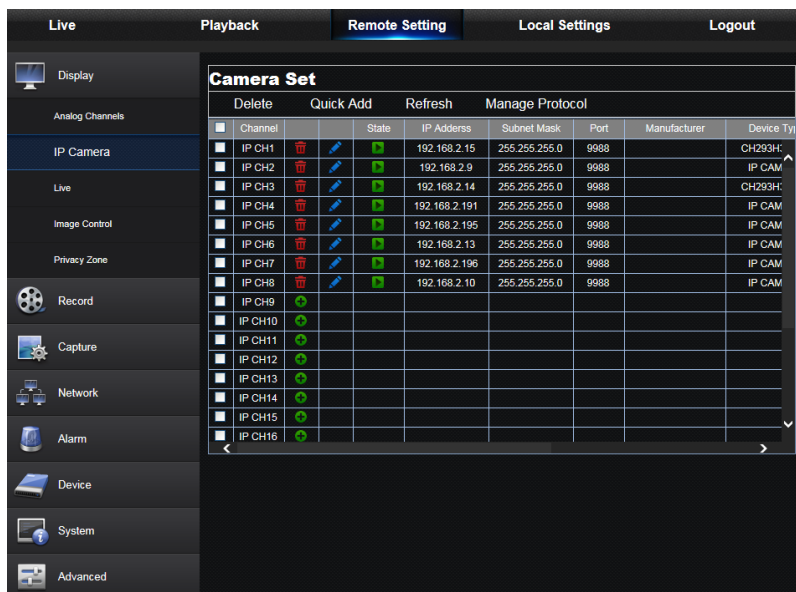 Live Playback Remote Setting Local Settings Logout
Display
Analog Channels
IP Camera
Live
Image Control
Privacy Zone
Record
Capture
Network
Alarm
Device
System
Advanced
Camera Set
Delete Quick Add Refresh Manage Protocol
Channel State IP Adderss Subnet Mask Port Manufacturer Device Typ
IP CH1 192.168.2.15 255.255.255.0 9988 CH293H
IP CH2 192.168.2.9 255.255.255.0 9988 IP CAM
IP CH3 192.168.2.14 255.255.255.0 9988 CH293H
IP CH4 192.168.2.191 255.255.255.0 9988 IP CAM
IP CH5 192.168.2.195 255.255.255.0 9988 IP CAM
IP CH6 192.168.2.13 255.255.255.0 9988 IP CAM
IP CH7 192.168.2.196 255.255.255.0 9988 IP CAM
IP CH8 192.168.2.10 255.255.255.0 9988 IP CAM
IP CH9
IP CH10
IP CH11
IP CH12
IP CH13
IP CH14
IP CH15
IP CH16